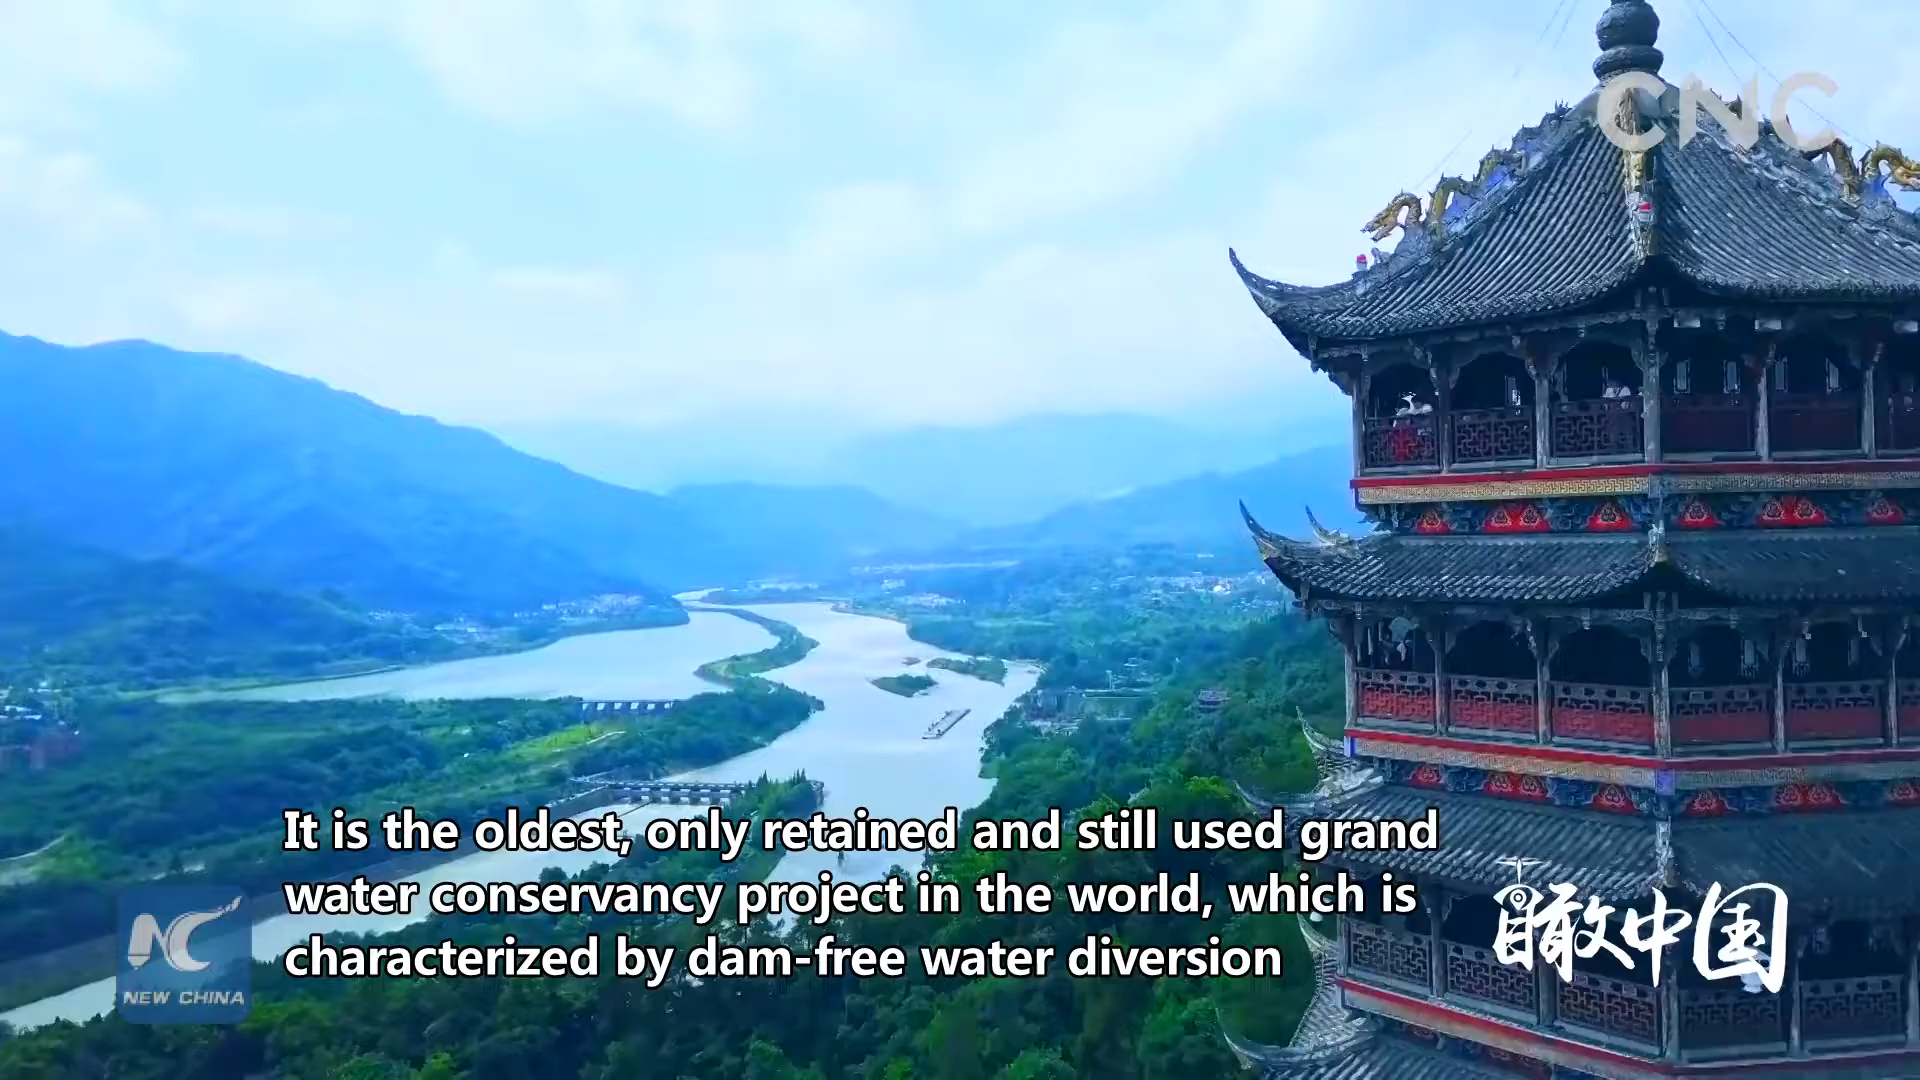 CNC
It is the oldest, only retained and still used grand
water conservancy project in the world, which is
characterized by dam-free water diversion
NC
NEW CHINA
瞰中国